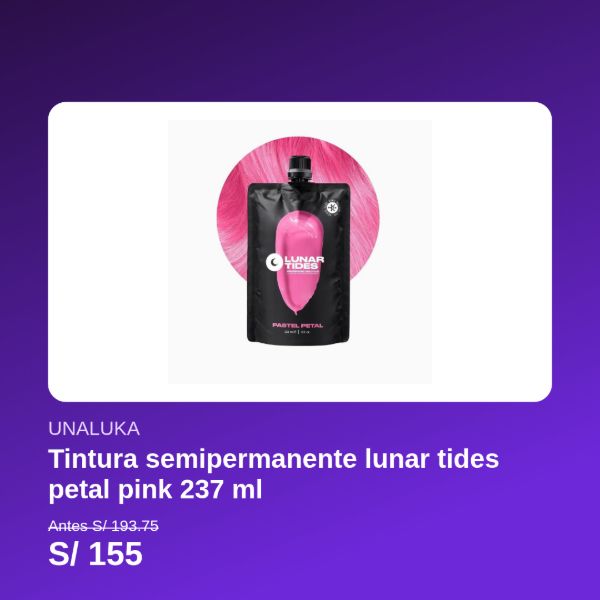 LUNAR
TIDES
PASTEL PETAL
UNALUKA
Tintura semipermanente lunar tides
petal pink 237 ml
Antes S/ 193.75
S/ 155